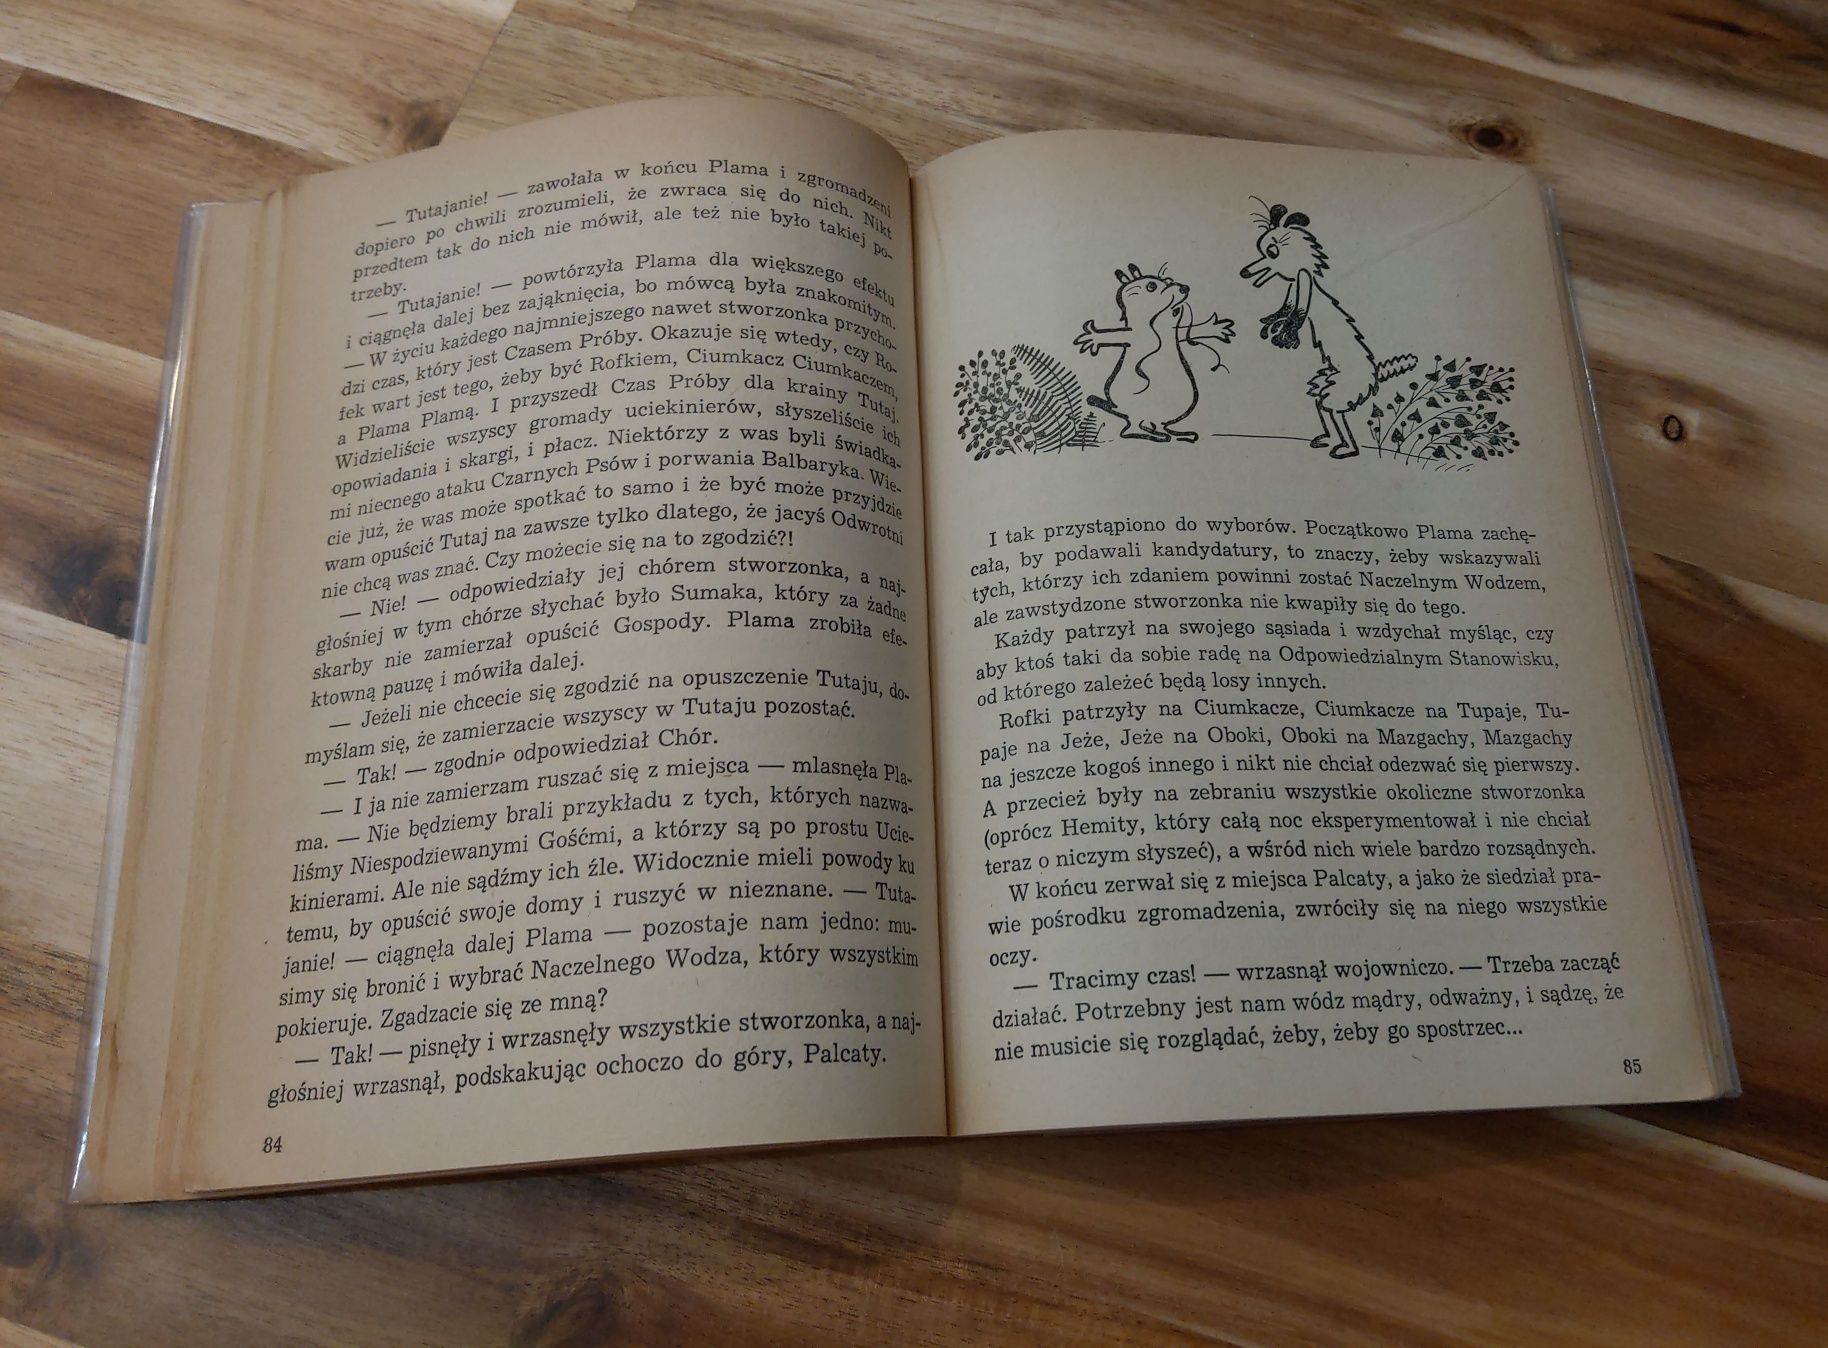 — Tutajanie! — zawołała w końcu Plama i zgromadzeni
dopiero po chwili zrozumieli, że zwraca się do nich. Nikt
przedtem tak do nich nie mówił, ale też nie było takiej po-
trzeby.
— Tutajanie! — powtórzyła Plama dla większego efektu
i ciągnęła dalej bez zająknięcia, bo mówcą była znakomitym.
— W życiu każdego najmniejszego nawet stworzonka przycho-
dzi czas, który jest Czasem Próby. Okazuje się wtedy, czy Ro-
fek wart jest tego, żeby być Rofkiem, Ciumkacz Ciumkaczem,
a Plama Plamą. I przyszedł Czas Próby dla krainy Tutaj.
Widzieliście wszyscy gromady uciekinierów, słyszeliście ich
opowiadania i skargi, i płacz. Niektórzy z was byli świadka-
mi niecnego ataku Czarnych Psów i porwania Balbaryka. Wie-
cie już, że was może spotkać to samo i że być może przyjdzie
wam opuścić Tutaj na zawsze tylko dlatego, że jacyś Odwrotni
nie chcą was znać. Czy możecie się na to zgodzić?!
— Nie! — odpowiedziały jej chórem stworzonka, a naj-
głośniej w tym chórze słychać było Sumaka, który za żadne
skarby nie zamierzał opuścić Gospody. Plama zrobiła efe-
ktowną pauzę i mówiła dalej.
— Jeżeli nie chcecie się zgodzić na opuszczenie Tutaju, do-
myślam się, że zamierzacie wszyscy w Tutaju pozostać.
— Tak! — zgodnie odpowiedział Chór.
— I ja nie zamierzam ruszać się z miejsca — mlasnęła Pla-
ma. — Nie będziemy brali przykładu z tych, których nazwa-
liśmy Niespodziewanymi Gośćmi, a którzy są po prostu Ucie-
kinierami. Ale nie sądźmy ich źle. Widocznie mieli powody ku
temu, by opuścić swoje domy i ruszyć w nieznane. — Tuta-
janie! — ciągnęła dalej Plama — pozostaje nam jedno: mu-
simy się bronić i wybrać Naczelnego Wodza, który wszystkim
pokieruje. Zgadzacie się ze mną?
— Tak! — pisnęły i wrzasnęły wszystkie stworzonka, a naj-
głośniej wrzasnął, podskakując ochoczo do góry, Palcaty.
84
I tak przystąpiono do wyborów. Początkowo Plama zachę-
cała, by podawali kandydatury, to znaczy, żeby wskazywali
tych, którzy ich zdaniem powinni zostać Naczelnym Wodzem,
ale zawstydzone stworzonka nie kwapiły się do tego.
Każdy patrzył na swojego sąsiada i wzdychał myśląc, czy
aby ktoś taki da sobie radę na Odpowiedzialnym Stanowisku,
od którego zależeć będą losy innych.
Rofki patrzyły na Ciumkacze, Ciumkacze na Tupaje, Tu-
paje na Jeże, Jeże na Oboki, Oboki na Mazgachy, Mazgachy
na jeszcze kogoś innego i nikt nie chciał odezwać się pierwszy.
A przecież były na zebraniu wszystkie okoliczne stworzonka
(oprócz Hemity, który całą noc eksperymentował i nie chciał
teraz o niczym słyszeć), a wśród nich wiele bardzo rozsądnych.
W końcu zerwał się z miejsca Palcaty, a jako że siedział pra-
wie pośrodku zgromadzenia, zwróciły się na niego wszystkie
oczy.
— Tracimy czas! — wrzasnął wojowniczo. — Trzeba zacząć
działać. Potrzebny jest nam wódz mądry, odważny, i sądzę, że
nie musicie się rozglądać, żeby, żeby go spostrzec...
85